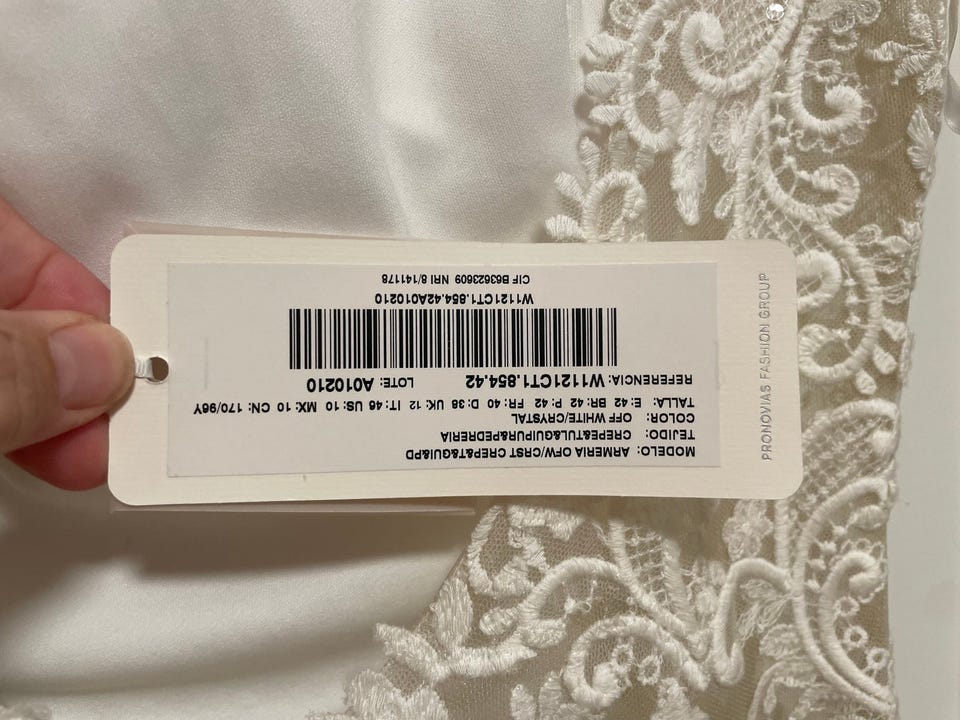 MODELO: ARMERIA OFW/CRST CREP&T&GUI&PD
TEJIDO: CREPE&TUL&GUIPUR&PEDRERIA
COLOR: OFF WHITE/CRYSTAL
TALLA: E: 42 BR: 42 P: 42 FR: 40 D: 38 UK: 12 IT: 46 US: 10 MX: 10 CN: 170/96Y
REFERENCIA: W1121CT1.854.42 LOTE: A010210
W1121CT1.854.42A010210
CIF B63623609 NRI 8/141178
PRONOVIAS FASHION GROUP